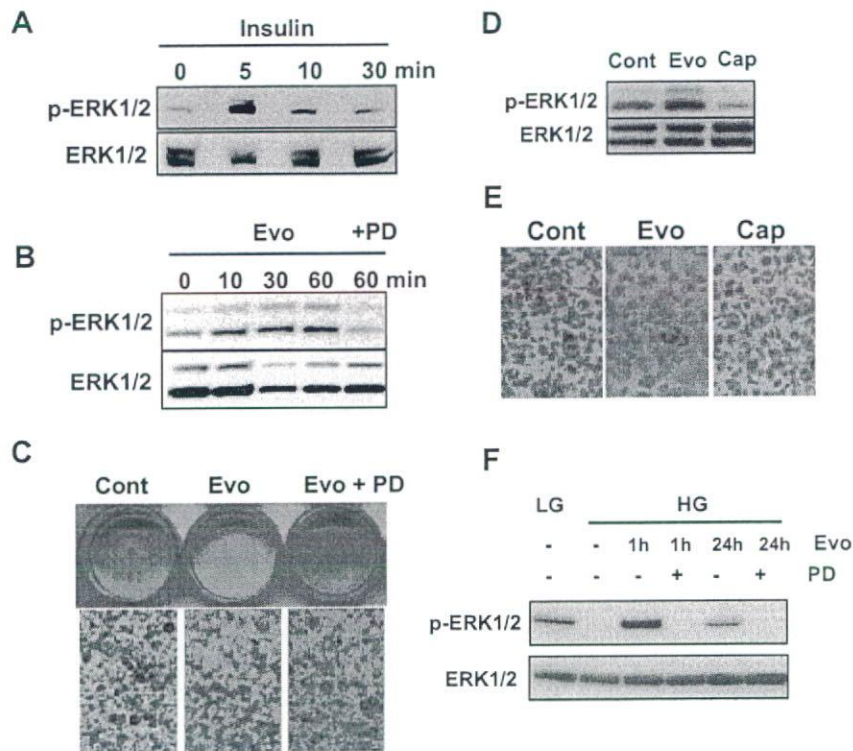 A
Insulin
0 5 10 30 min
p-ERK1/2
ERK1/2
B
Evo +PD
0 10 30 60 60 min
p-ERK1/2
ERK1/2
C
Cont Evo Evo + PD
D
Cont Evo Cap
p-ERK1/2
ERK1/2
E
Cont Evo Cap
F
LG HG
- - 1h 1h 24h 24h Evo
- - - + - + PD
p-ERK1/2
ERK1/2